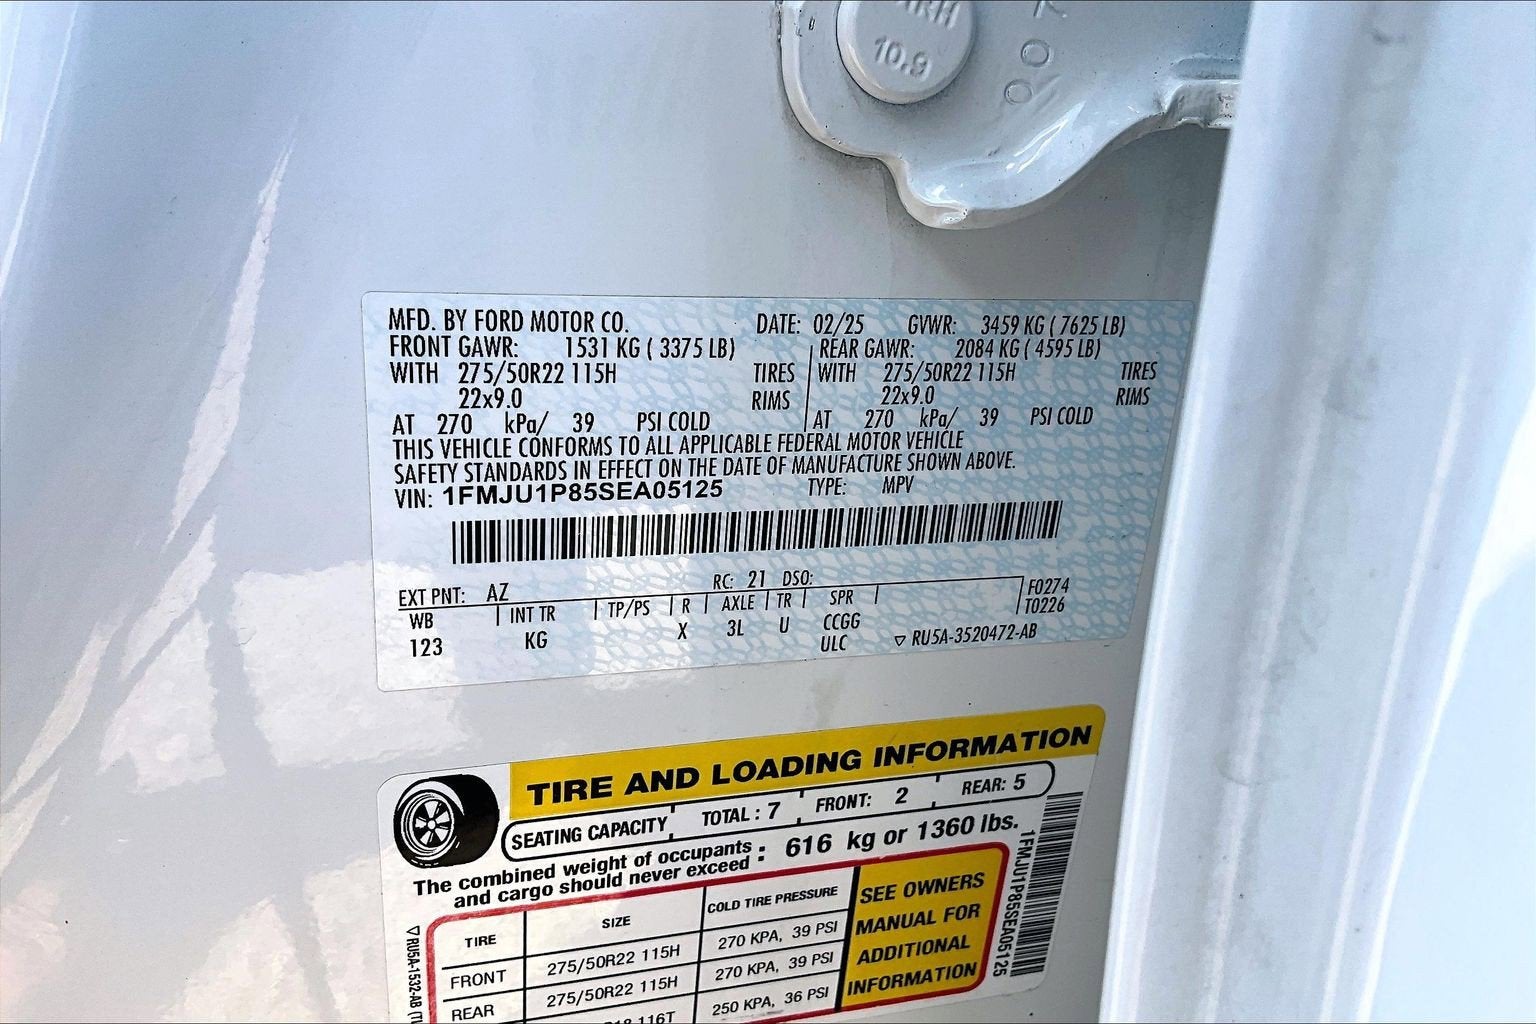 10.9
007
MFD. BY FORD MOTOR CO. DATE: 02/25 GVWR: 3459 KG ( 7625 LB)
FRONT GAWR: 1531 KG ( 3375 LB) REAR GAWR: 2084 KG ( 4595 LB)
WITH 275/50R22 115H TIRES WITH 275/50R22 115H TIRES
22x9.0 RIMS 22x9.0 RIMS
AT 270 kPa/ 39 PSI COLD AT 270 kPa/ 39 PSI COLD
THIS VEHICLE CONFORMS TO ALL APPLICABLE FEDERAL MOTOR VEHICLE
SAFETY STANDARDS IN EFFECT ON THE DATE OF MANUFACTURE SHOWN ABOVE.
VIN: 1FMJU1P85SEA05125 TYPE: MPV
EXT PNT: AZ RC: 21 DSO:
WB INT TR TP/PS R AXLE TR SPR F0274
T0226
123 KG X 3L U CCGG
ULC RU5A-3520472-AB
TIRE AND LOADING INFORMATION
SEATING CAPACITY TOTAL : 7 FRONT: 2 REAR: 5
The combined weight of occupants and cargo should never exceed : 616 kg or 1360 lbs.
TIRE SIZE COLD TIRE PRESSURE
FRONT 275/50R22 115H 270 KPA, 39 PSI
REAR 275/50R22 115H 270 KPA, 39 PSI
116T 250 KPA, 36 PSI
SEE OWNERS
MANUAL FOR
ADDITIONAL
INFORMATION
1FMJU1P85SEA05125
RU5A-1532-AB